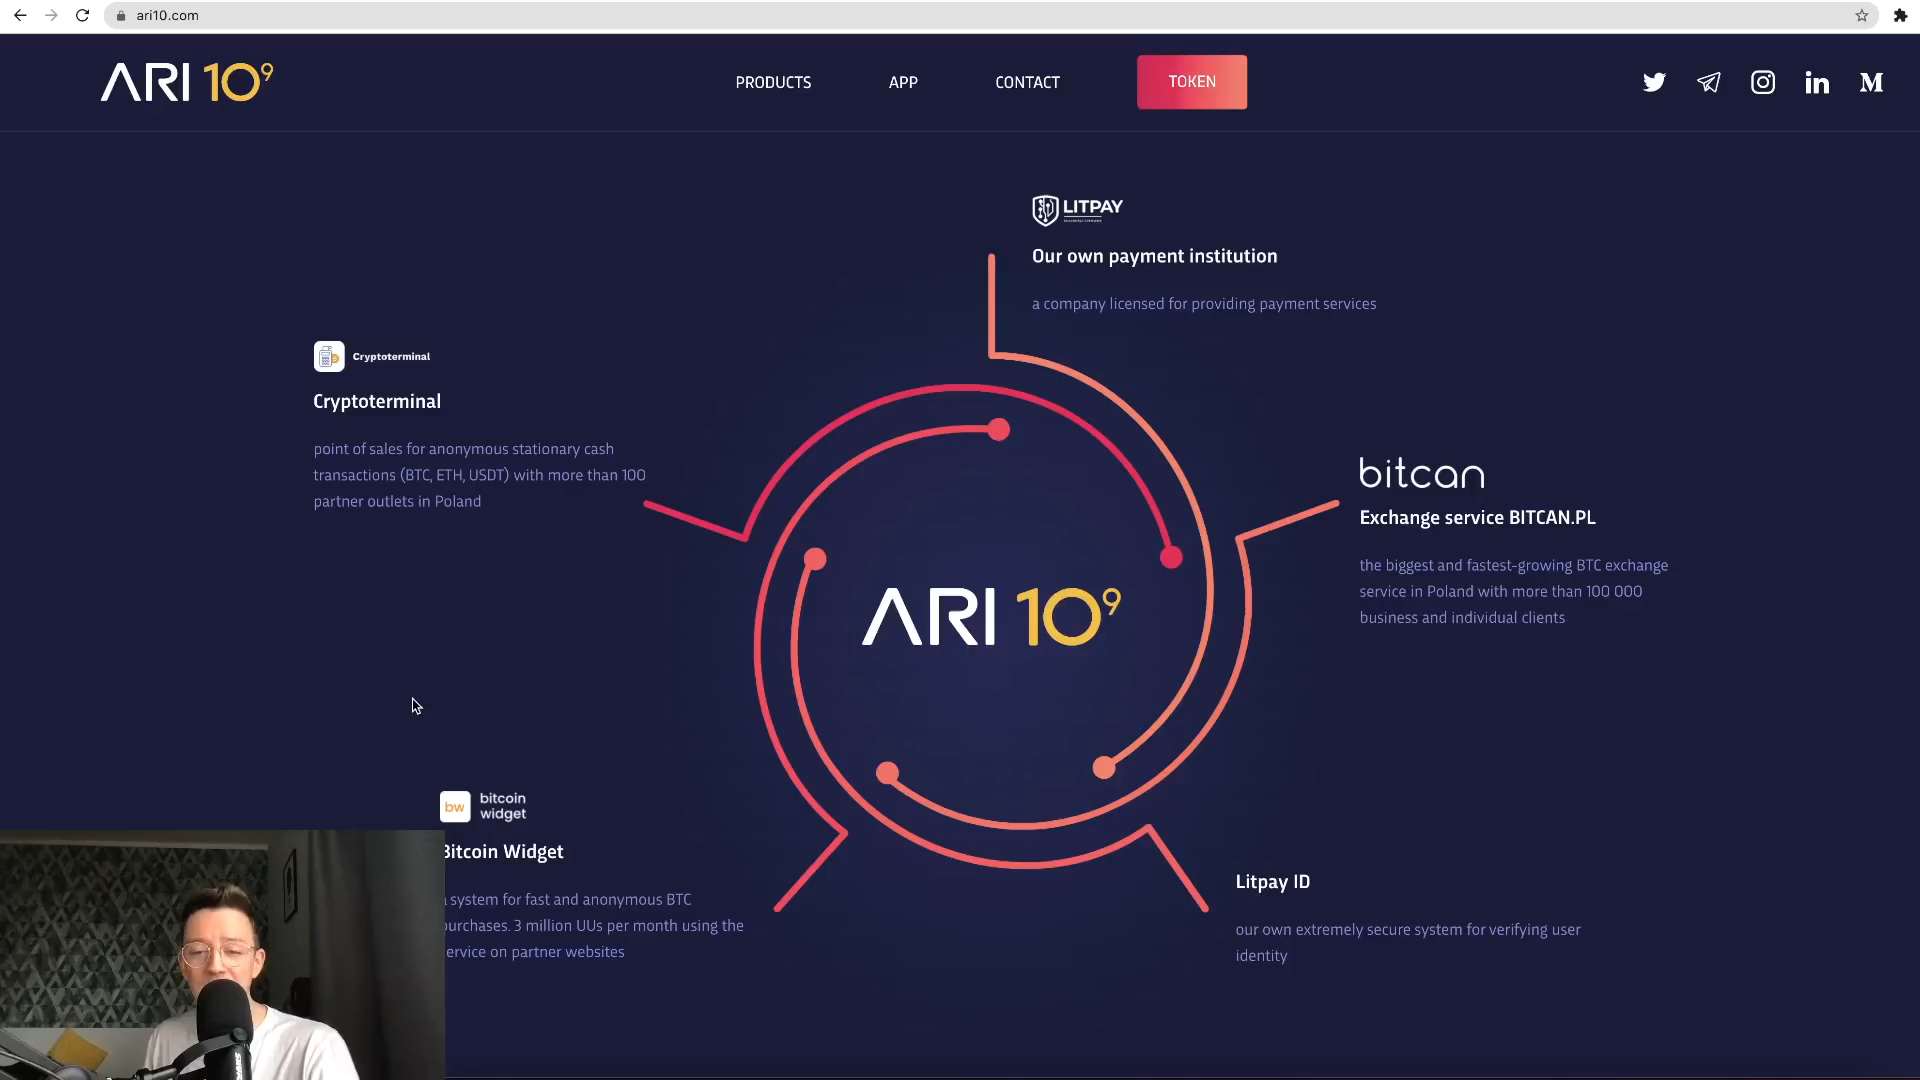 ari10.com
ARI 10⁹
PRODUCTS
APP
CONTACT
TOKEN
LITPAY
Our own payment institution
a company licensed for providing payment services
Cryptoterminal
Cryptoterminal
point of sales for anonymous stationary cash
transactions (BTC, ETH, USDT) with more than 100
partner outlets in Poland
bitcan
Exchange service BITCAN.PL
the biggest and fastest-growing BTC exchange
service in Poland with more than 100 000
business and individual clients
ARI 10⁹
bw
bitcoin
widget
Bitcoin Widget
system for fast and anonymous BTC
purchases. 3 million UUs per month using the
service on partner websites
Litpay ID
our own extremely secure system for verifying user
identity